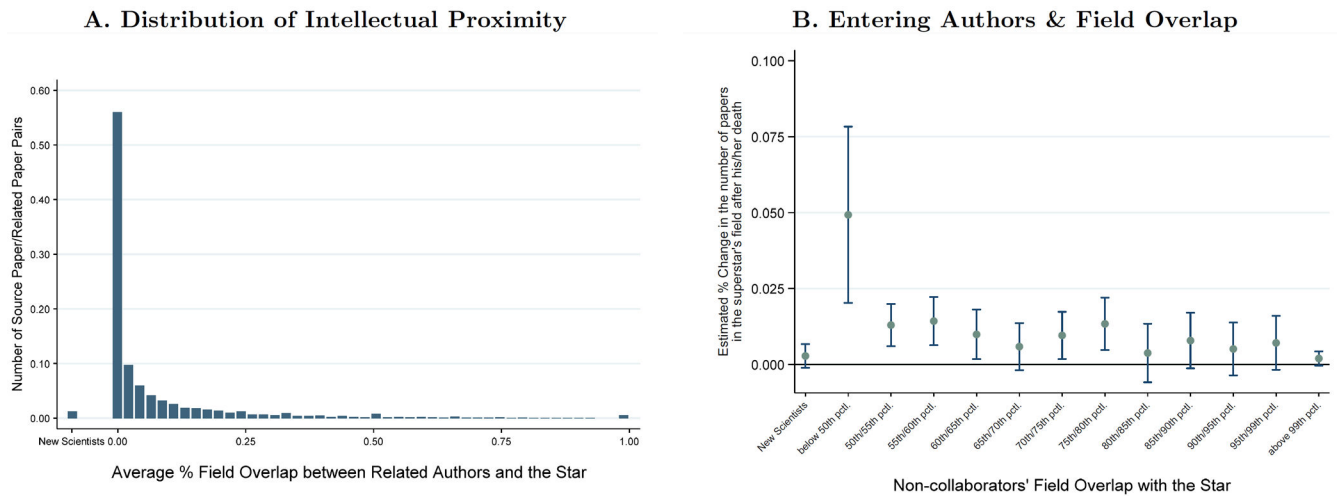 A. Distribution of Intellectual Proximity
Number of Source Paper/Related Paper Pairs
0.60
0.50
0.40
0.30
0.20
0.10
0.00
New Scientists 0.00 0.25 0.50 0.75 1.00
Average % Field Overlap between Related Authors and the Star
B. Entering Authors & Field Overlap
Estimated % Change in the number of papers
in the superstar's field after his/her death
0.100
0.075
0.050
0.025
0.000
New Scientists
below 50th pctl.
50th/55th pctl.
55th/60th pctl.
60th/65th pctl.
65th/70th pctl.
70th/75th pctl.
75th/80th pctl.
80th/85th pctl.
85th/90th pctl.
90th/95th pctl.
95th/99th pctl.
above 99th pctl.
Non-collaborators' Field Overlap with the Star